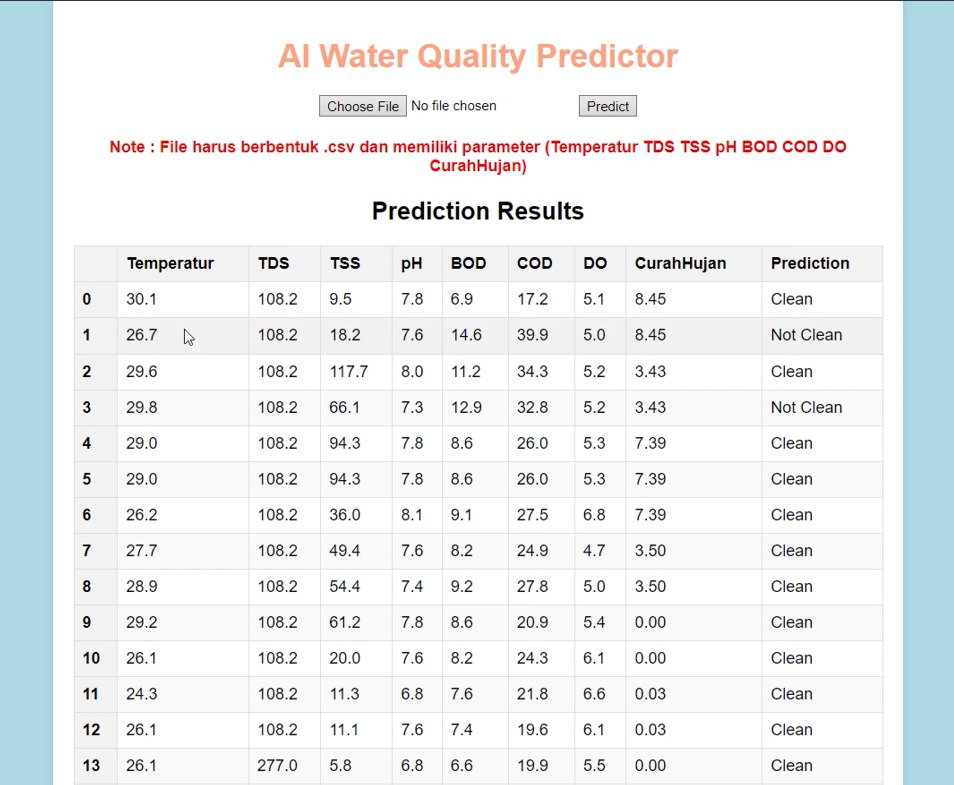 AI Water Quality Predictor
Choose File No file chosen Predict
Note : File harus berbentuk .csv dan memiliki parameter (Temperatur TDS TSS pH BOD COD DO
CurahHujan)
Prediction Results
Temperatur TDS TSS pH BOD COD DO CurahHujan Prediction
0 30.1 108.2 9.5 7.8 6.9 17.2 5.1 8.45 Clean
1 26.7 108.2 18.2 7.6 14.6 39.9 5.0 8.45 Not Clean
2 29.6 108.2 117.7 8.0 11.2 34.3 5.2 3.43 Clean
3 29.8 108.2 66.1 7.3 12.9 32.8 5.2 3.43 Not Clean
4 29.0 108.2 94.3 7.8 8.6 26.0 5.3 7.39 Clean
5 29.0 108.2 94.3 7.8 8.6 26.0 5.3 7.39 Clean
6 26.2 108.2 36.0 8.1 9.1 27.5 6.8 7.39 Clean
7 27.7 108.2 49.4 7.6 8.2 24.9 4.7 3.50 Clean
8 28.9 108.2 54.4 7.4 9.2 27.8 5.0 3.50 Clean
9 29.2 108.2 61.2 7.8 8.6 20.9 5.4 0.00 Clean
10 26.1 108.2 20.0 7.6 8.2 24.3 6.1 0.00 Clean
11 24.3 108.2 11.3 6.8 7.6 21.8 6.6 0.03 Clean
12 26.1 108.2 11.1 7.6 7.4 19.6 6.1 0.03 Clean
13 26.1 277.0 5.8 6.8 6.6 19.9 5.5 0.00 Clean